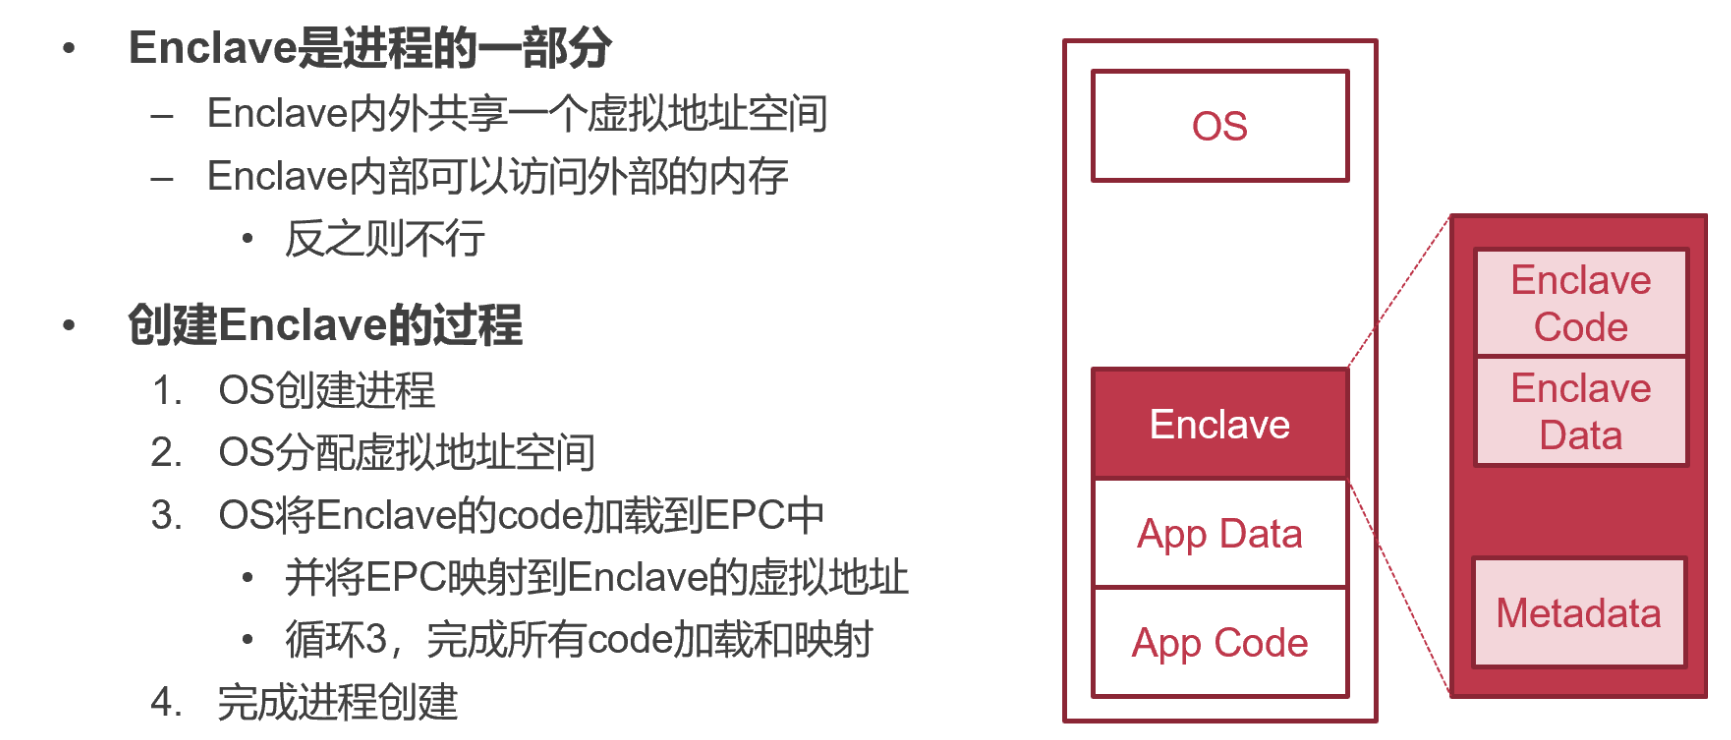 • Enclave是进程的一部分
– Enclave内外共享一个虚拟地址空间
– Enclave内部可以访问外部的内存
• 反之则不行
• 创建Enclave的过程
1. OS创建进程
2. OS分配虚拟地址空间
3. OS将Enclave的code加载到EPC中
• 并将EPC映射到Enclave的虚拟地址
• 循环3，完成所有code加载和映射
4. 完成进程创建
OS
Enclave
App Data
App Code
Enclave
Code
Enclave
Data
Metadata